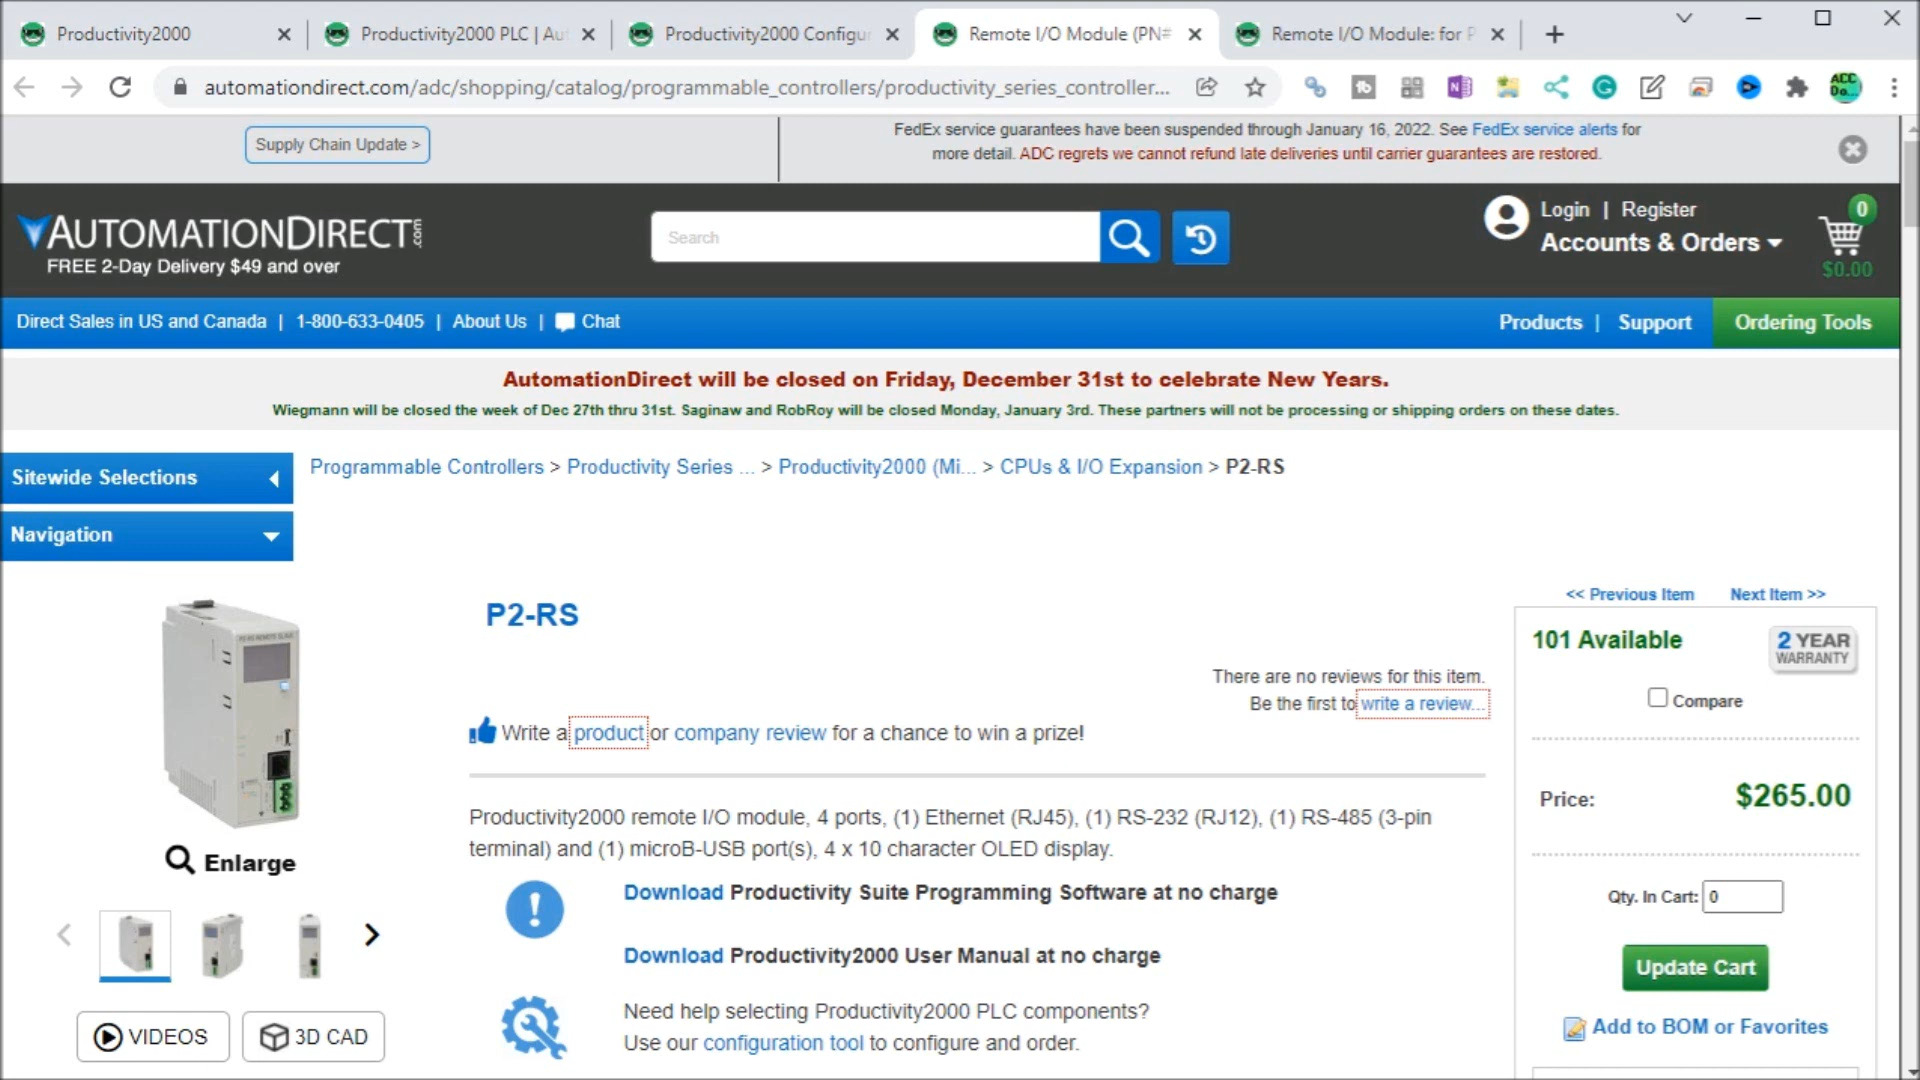 Productivity2000
Productivity2000 PLC | Au
Productivity2000 Configur
Remote I/O Module (PN#
Remote I/O Module: for P
automationdirect.com/adc/shopping/catalog/programmable_controllers/productivity_series_controller...
Supply Chain Update >
FedEx service guarantees have been suspended through January 16, 2022. See FedEx service alerts for
more detail. ADC regrets we cannot refund late deliveries until carrier guarantees are restored.
AUTOMATIONDIRECT.com
FREE 2-Day Delivery $49 and over
Search
Login | Register
Accounts & Orders
0
$0.00
Direct Sales in US and Canada | 1-800-633-0405 | About Us | Chat
Products | Support
Ordering Tools
AutomationDirect will be closed on Friday, December 31st to celebrate New Years.
Wiegmann will be closed the week of Dec 27th thru 31st. Saginaw and RobRoy will be closed Monday, January 3rd. These partners will not be processing or shipping orders on these dates.
Sitewide Selections
Navigation
Programmable Controllers > Productivity Series ... > Productivity2000 (Mi... > CPUs & I/O Expansion > P2-RS
<< Previous Item
Next Item >>
P2-RS
101 Available
2 YEAR
WARRANTY
There are no reviews for this item.
Be the first to write a review...
Compare
Write a product or company review for a chance to win a prize!
Price:
$265.00
Productivity2000 remote I/O module, 4 ports, (1) Ethernet (RJ45), (1) RS-232 (RJ12), (1) RS-485 (3-pin
terminal) and (1) microB-USB port(s), 4 x 10 character OLED display.
Enlarge
Download Productivity Suite Programming Software at no charge
Qty. In Cart: 0
Download Productivity2000 User Manual at no charge
Update Cart
Need help selecting Productivity2000 PLC components?
Use our configuration tool to configure and order.
Add to BOM or Favorites
VIDEOS
3D CAD